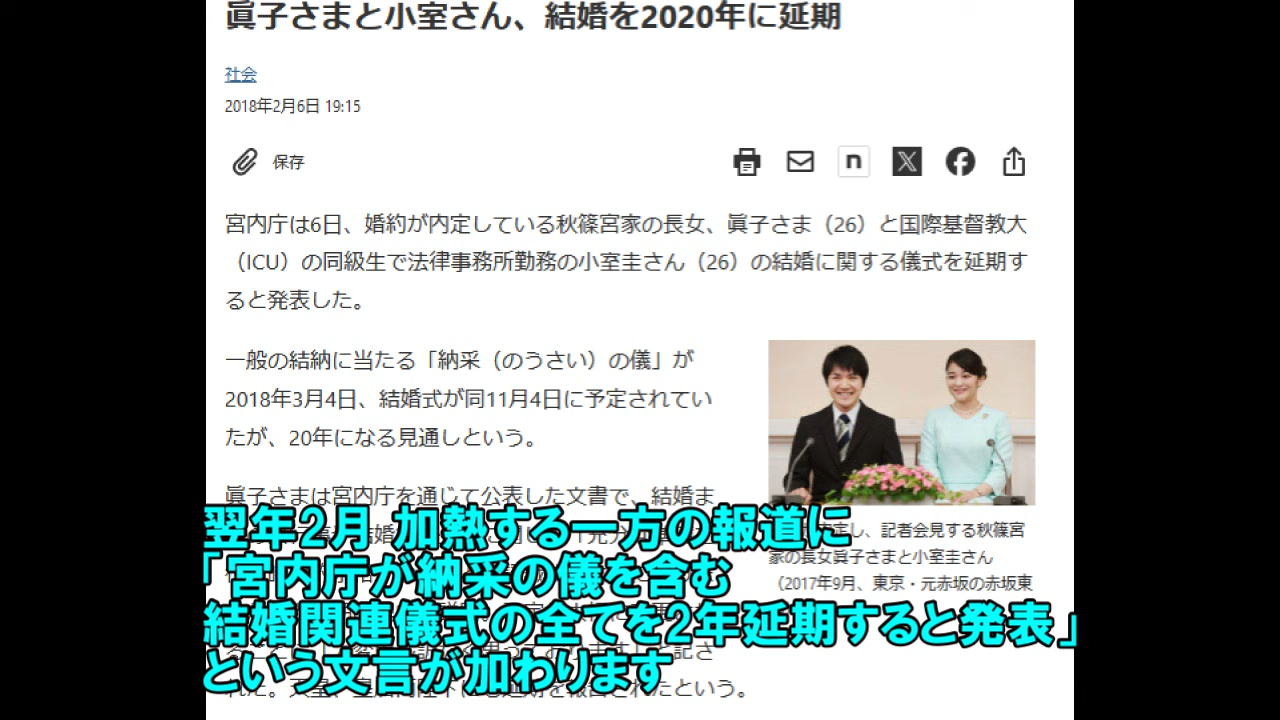 眞子さまと小室さん、結婚を2020年に延期
社会
2018年2月6日 19:15
保存
宮内庁は6日、婚約が内定している秋篠宮家の長女、眞子さま（26）と国際基督教大
（ICU）の同級生で法律事務所勤務の小室圭さん（26）の結婚に関する儀式を延期す
ると発表した。
一般の結納に当たる「納采（のうさい）の儀」が
2018年3月4日、結婚式が同11月4日に予定されてい
たが、20年になる見通しという。
眞子さまは宮内庁を通じて公表した文書で、結婚ま
定し、記者会見する秋篠宮
家の長女眞子さまと小室圭さん
（2017年9月、東京・元赤坂の赤坂東
翌年2月 加熱する一方の報道に
「宮内庁が納采の儀を含む
結婚関連儀式の全てを2年延期すると発表」
という文言が加わります